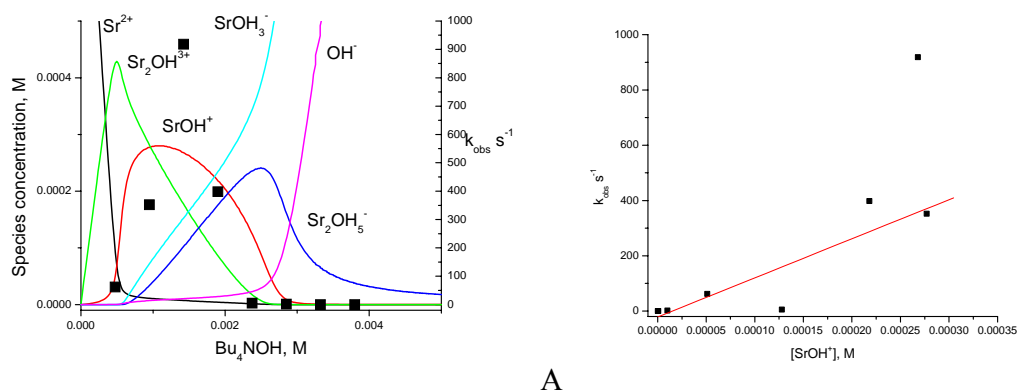 Sr2+
SrOH3-
OH-
Sr2OH3+
SrOH+
Sr2OH5-
Species concentration, M
0.0004
0.0002
0.0000
0.000
0.002
0.004
Bu4NOH, M
1000
900
800
700
600
500
400
300
200
100
0
kobs s-1
1000
800
600
400
200
0
kobs s-1
0.00000
0.00005
0.00010
0.00015
0.00020
0.00025
0.00030
0.00035
[SrOH+], M
A